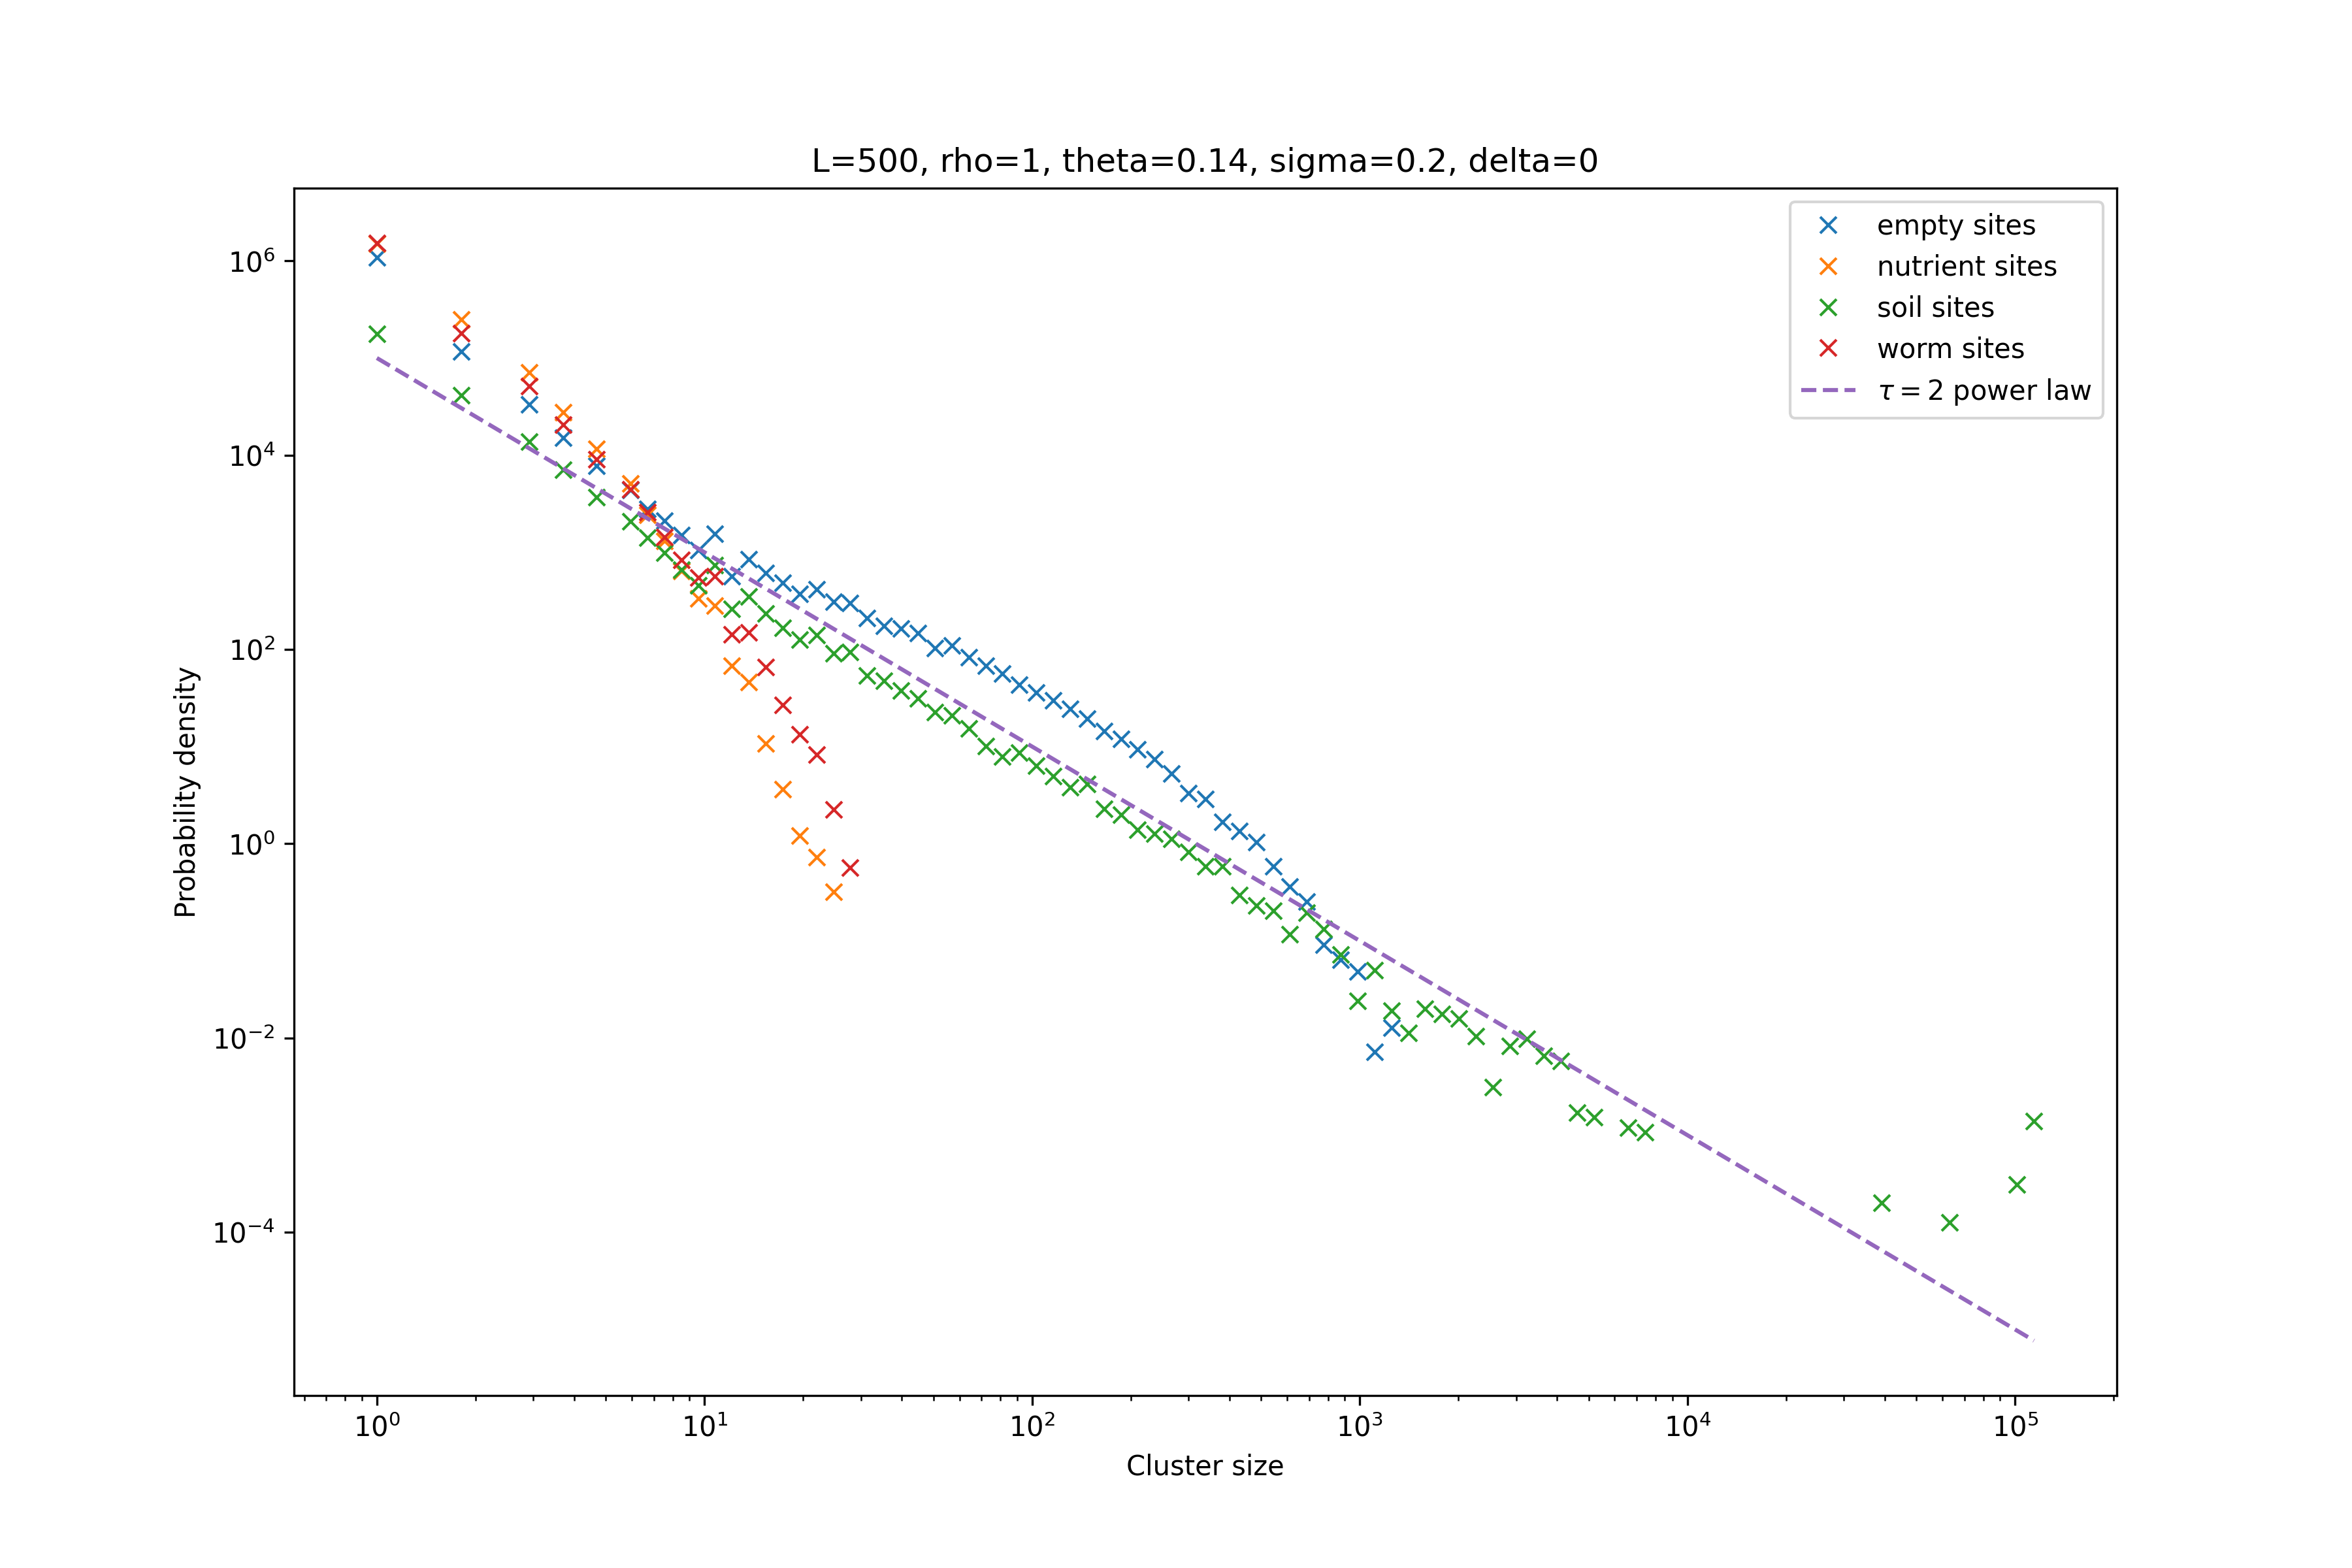 L=500, rho=1, theta=0.14, sigma=0.2, delta=0
empty sites
nutrient sites
soil sites
worm sites
τ = 2 power law
Probability density
10⁶
10⁴
10²
10⁰
10⁻²
10⁻⁴
10⁰ 10¹ 10² 10³ 10⁴ 10⁵
Cluster size